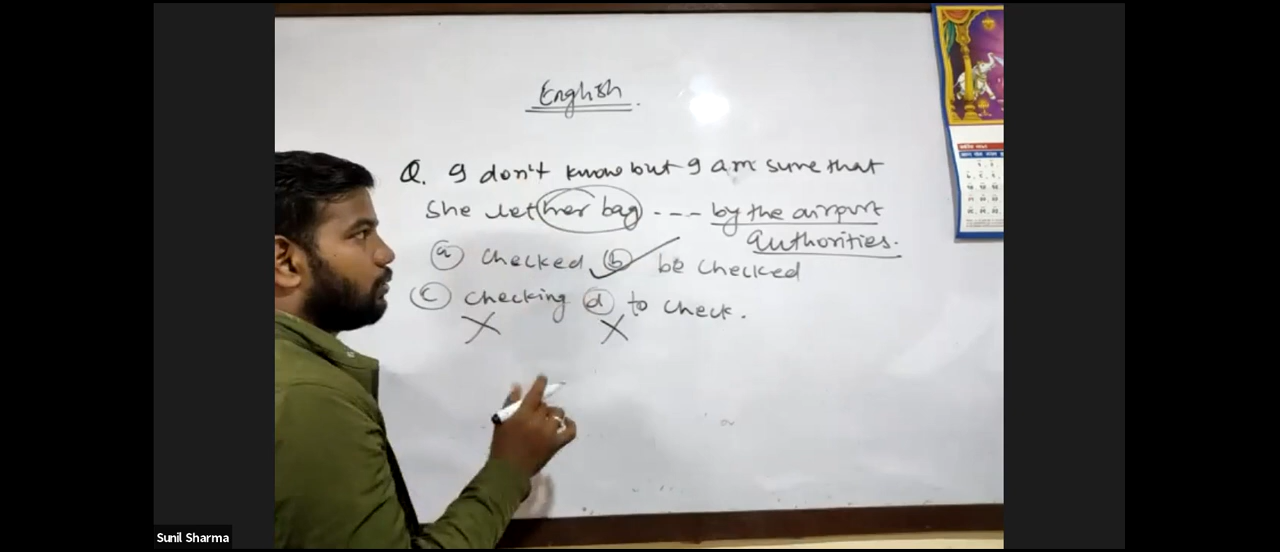 English.
Q. I don't know but I am sure that
She let her bag ---- by the airport
authorities.
(a) checked (b) be checked
(c) checking (d) to check.
Sunil Sharma